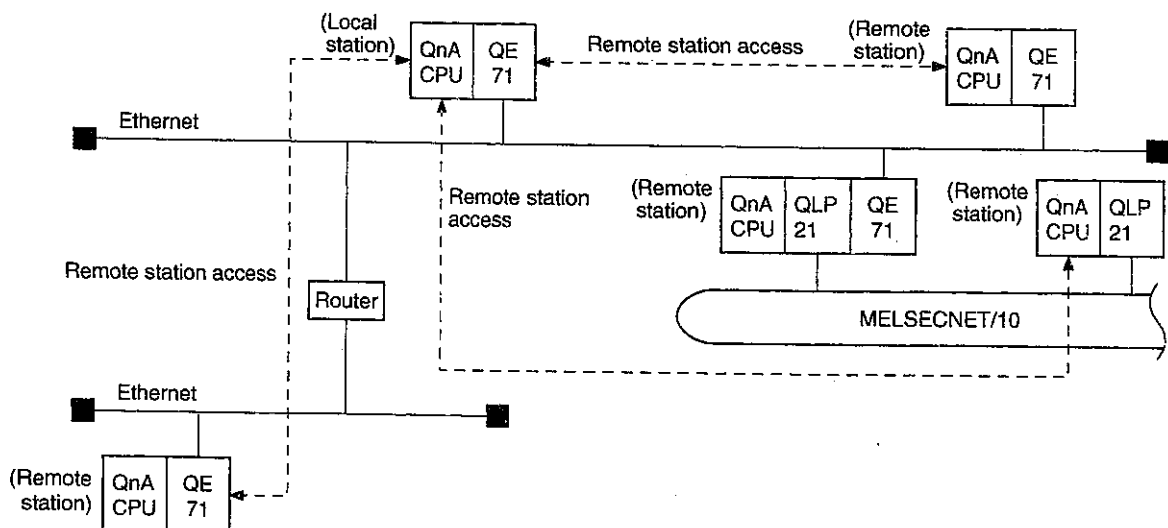 (Local
station)
QnA
CPU
QE
71
Remote station access
(Remote
station)
QnA
CPU
QE
71
Ethernet
Remote station
access
(Remote
station)
QnA
CPU
QLP
21
QE
71
(Remote
station)
QnA
CPU
QLP
21
Remote station access
Router
MELSECNET/10
Ethernet
(Remote
station)
QnA
CPU
QE
71